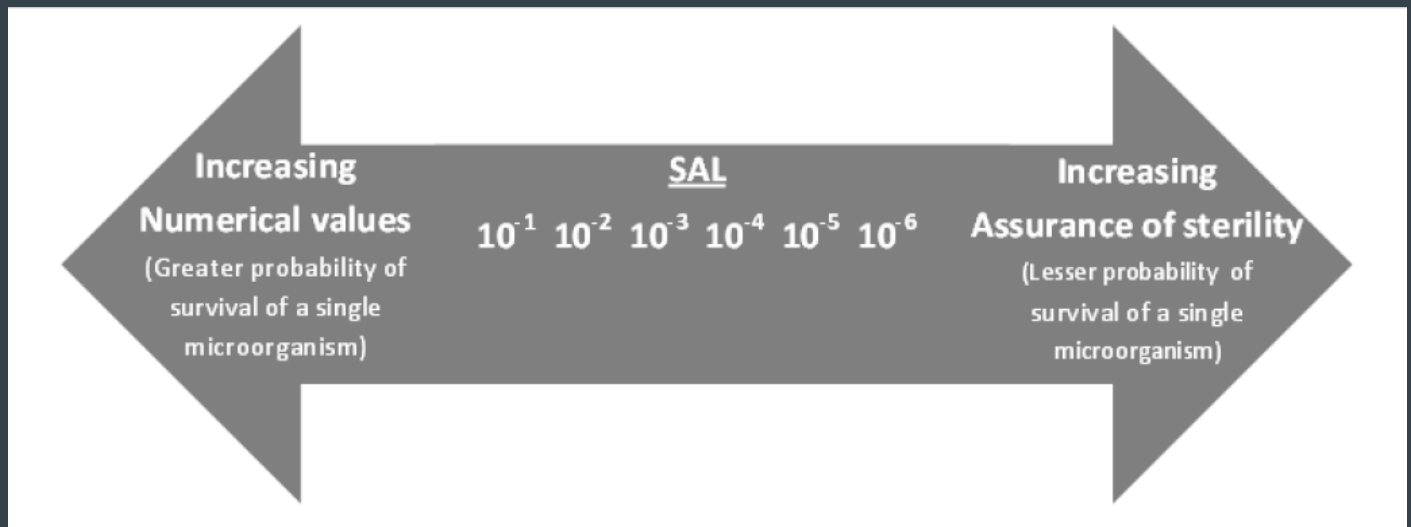 Increasing
Numerical values
(Greater probability of
survival of a single
microorganism)
SAL
10⁻¹ 10⁻² 10⁻³ 10⁻⁴ 10⁻⁵ 10⁻⁶
Increasing
Assurance of sterility
(Lesser probability of
survival of a single
microorganism)